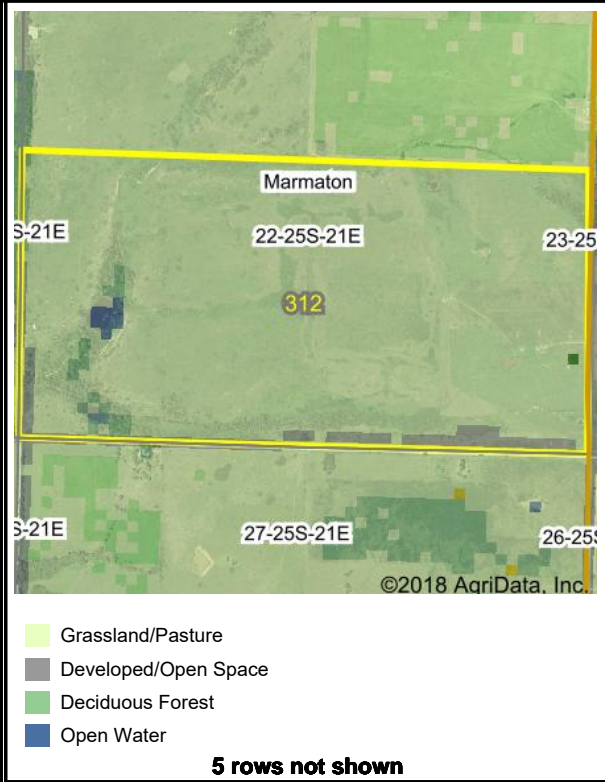 Marmaton
S-21E
22-25S-21E
23-25
312
S-21E
27-25S-21E
26-25S
©2018 AgriData, Inc.
Grassland/Pasture
Developed/Open Space
Deciduous Forest
Open Water
5 rows not shown